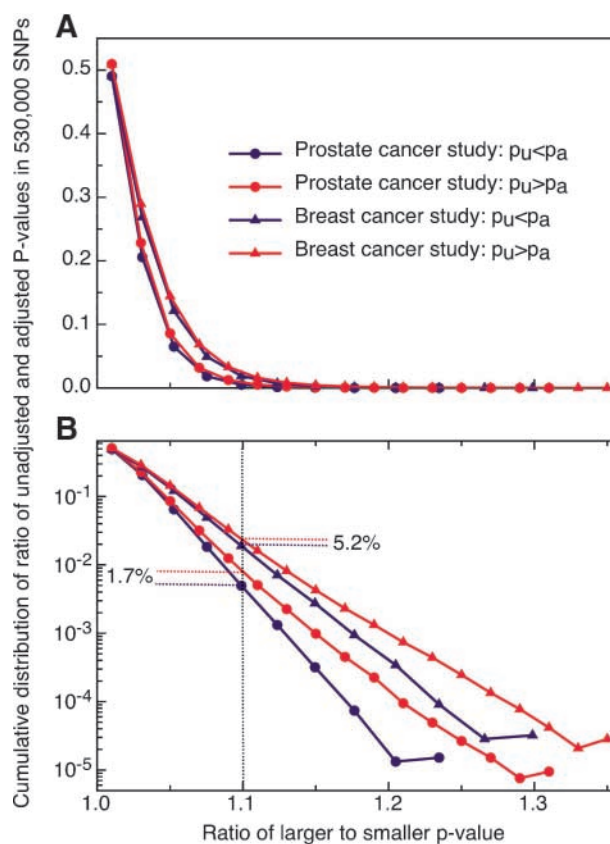 Cumulative distribution of ratio of unadjusted and adjusted P-values in 530,000 SNPs
A
0.5
0.4
0.3
0.2
0.1
0.0
Prostate cancer study: pu<pa
Prostate cancer study: pu>pa
Breast cancer study: pu<pa
Breast cancer study: pu>pa
B
10-1
10-2
10-3
10-4
10-5
5.2%
1.7%
1.0 1.1 1.2 1.3
Ratio of larger to smaller p-value